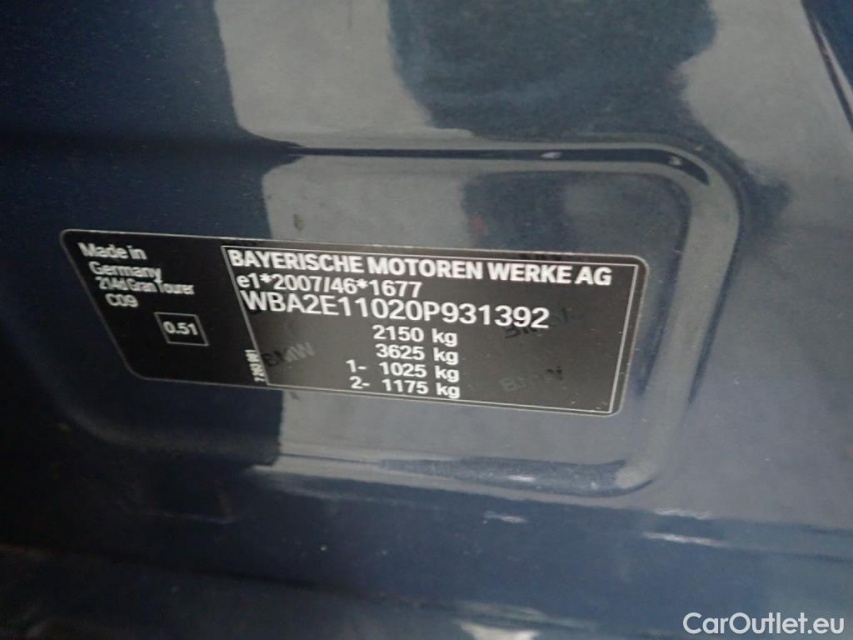 Made in
Germany
214d Gran Tourer
C09
0.51
BAYERISCHE MOTOREN WERKE AG
e1*2007/46*1677
WBA2E11020P931392
2150 kg
3625 kg
1- 1025 kg
2- 1175 kg
BMW
CarOutlet.eu